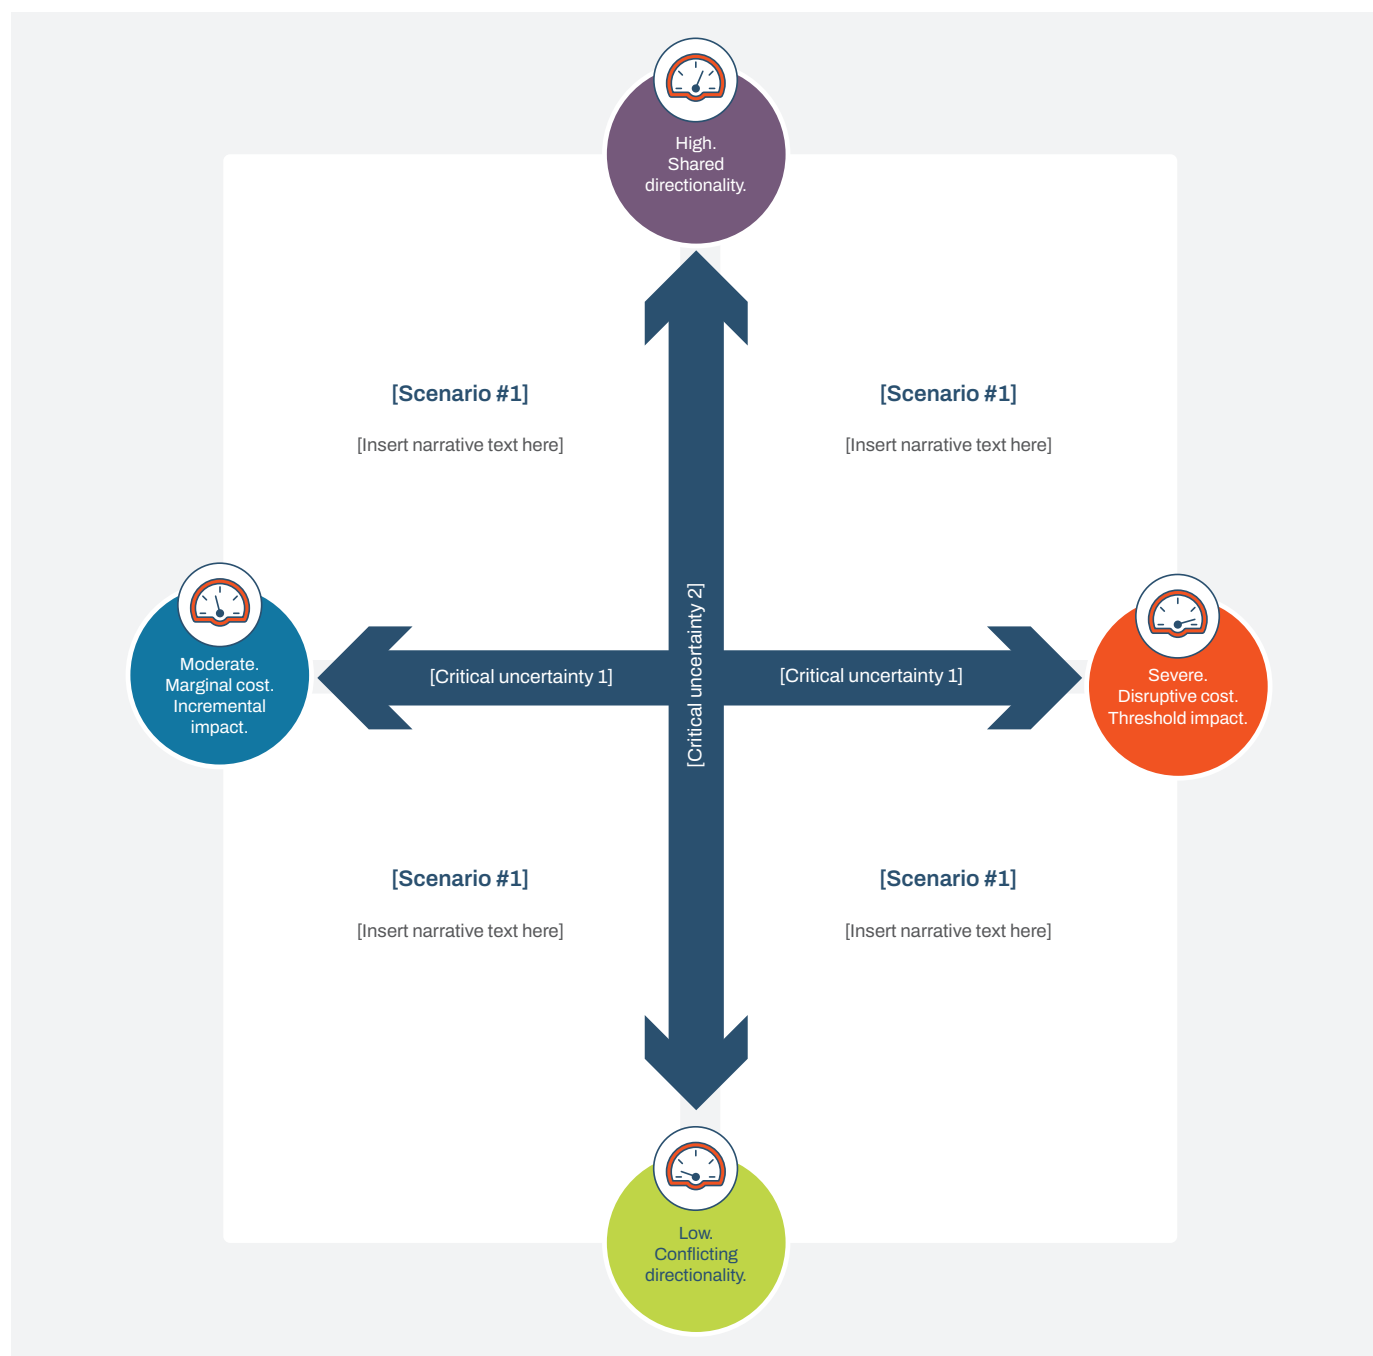 High.
Shared
directionality.
[Scenario #1]
[Insert narrative text here]
[Scenario #1]
[Insert narrative text here]
Moderate.
Marginal cost.
Incremental
impact.
[Critical uncertainty 1]
[Critical uncertainty 2]
[Critical uncertainty 1]
Severe.
Disruptive cost.
Threshold impact.
[Scenario #1]
[Insert narrative text here]
[Scenario #1]
[Insert narrative text here]
Low.
Conflicting
directionality.